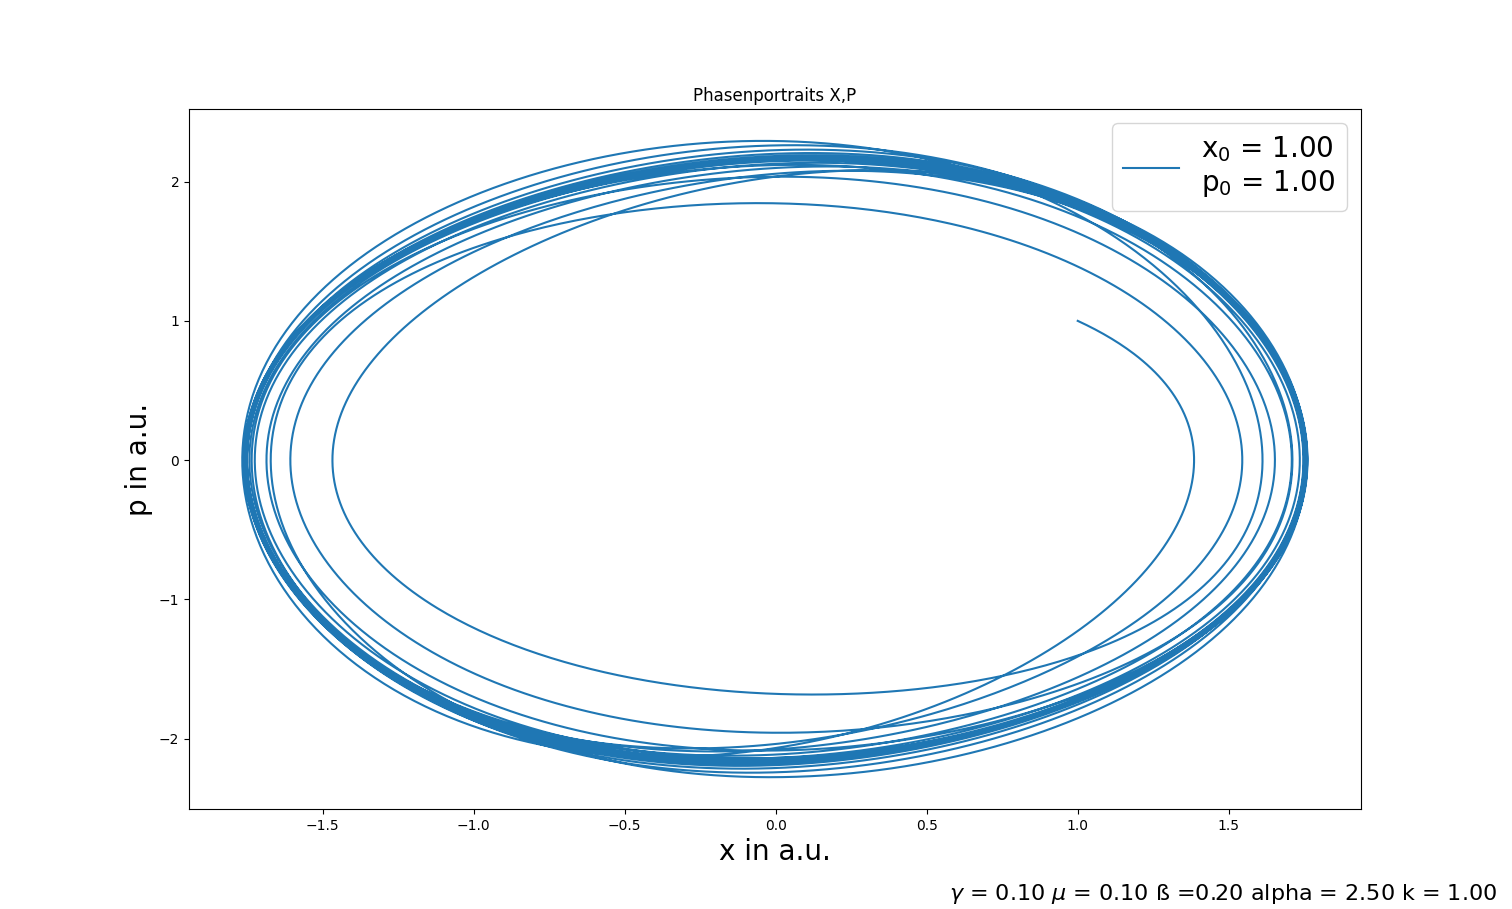 Phasenportraits X,P
x₀ = 1.00
p₀ = 1.00
2
1
0
−1
−2
p in a.u.
−1.5 −1.0 −0.5 0.0 0.5 1.0 1.5
x in a.u.
γ = 0.10 μ = 0.10 ß =0.20 alpha = 2.50 k = 1.00